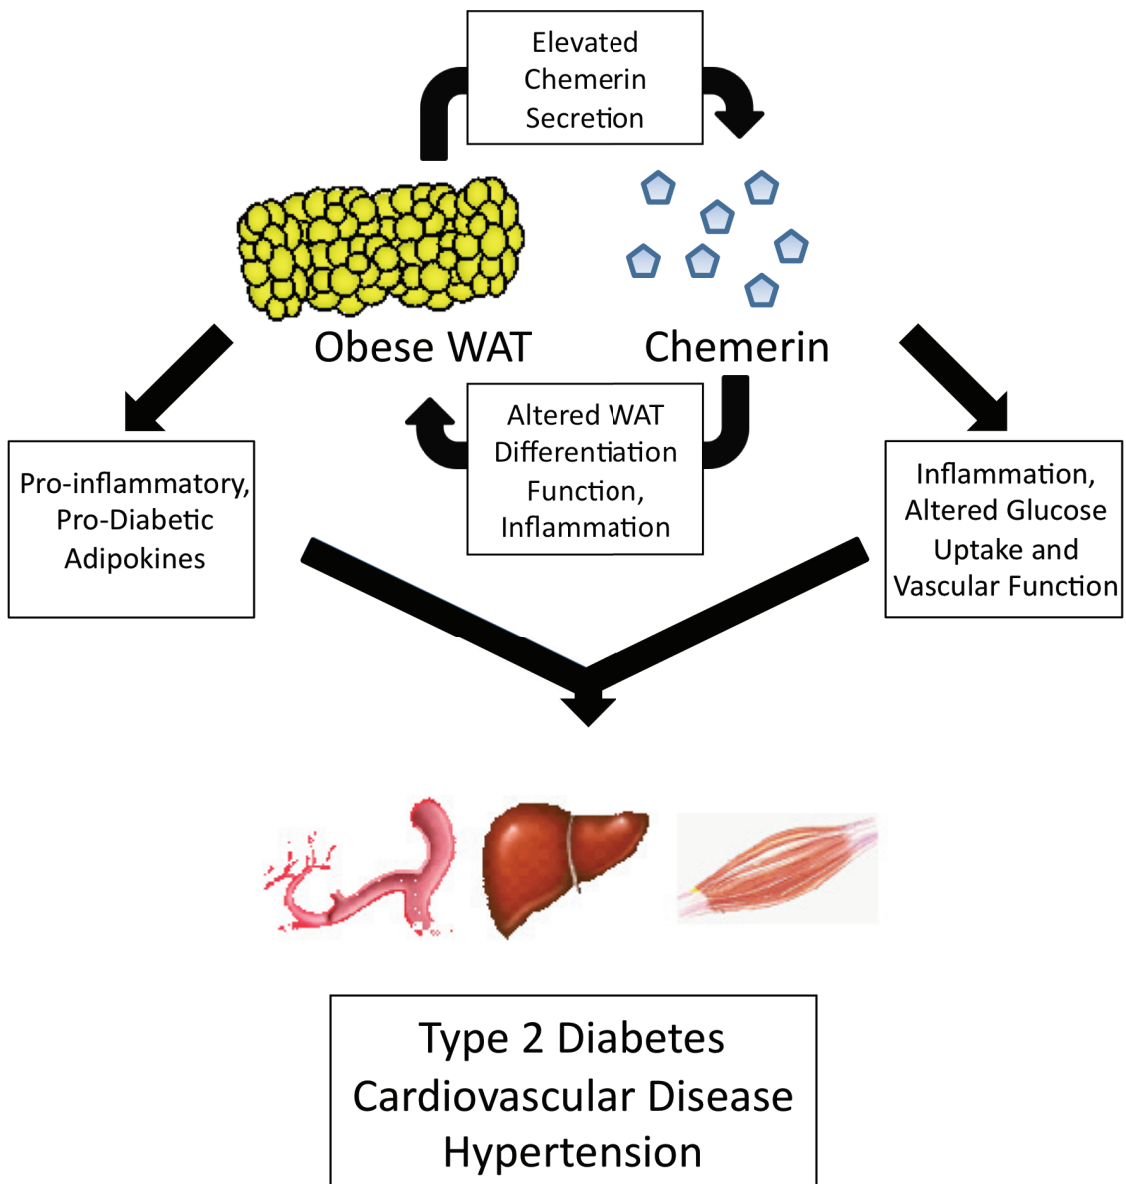 Elevated
Chemerin
Secretion
Obese WAT
Chemerin
Altered WAT
Differentiation
Function,
Inflammation
Pro-inflammatory,
Pro-Diabetic
Adipokines
Inflammation,
Altered Glucose
Uptake and
Vascular Function
Type 2 Diabetes
Cardiovascular Disease
Hypertension